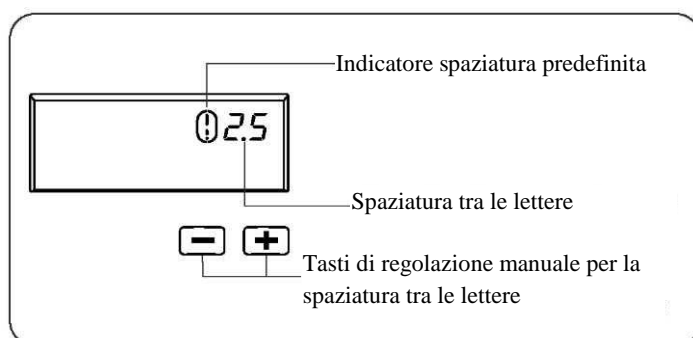 Indicatore spaziatura predefinita
2.5
Spaziatura tra le lettere
− +
Tasti di regolazione manuale per la
spaziatura tra le lettere